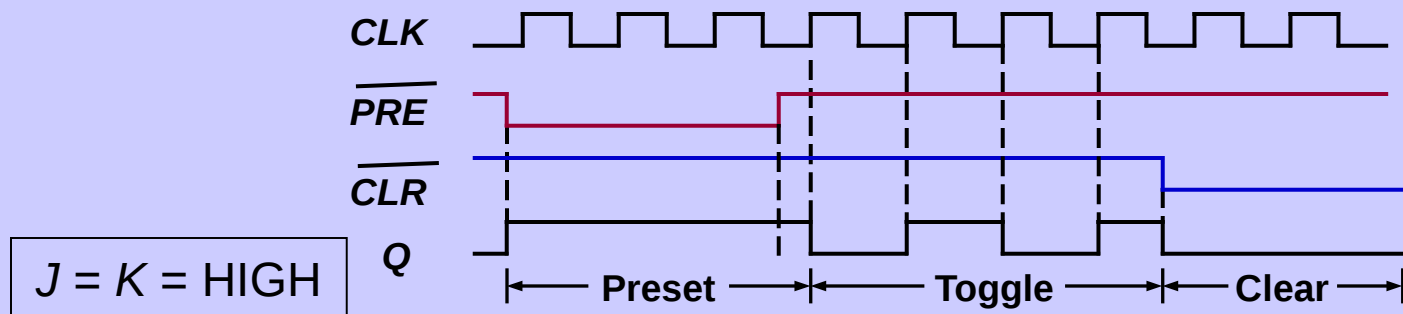 CLK
PRE
CLR
Q
J = K = HIGH
Preset Toggle Clear